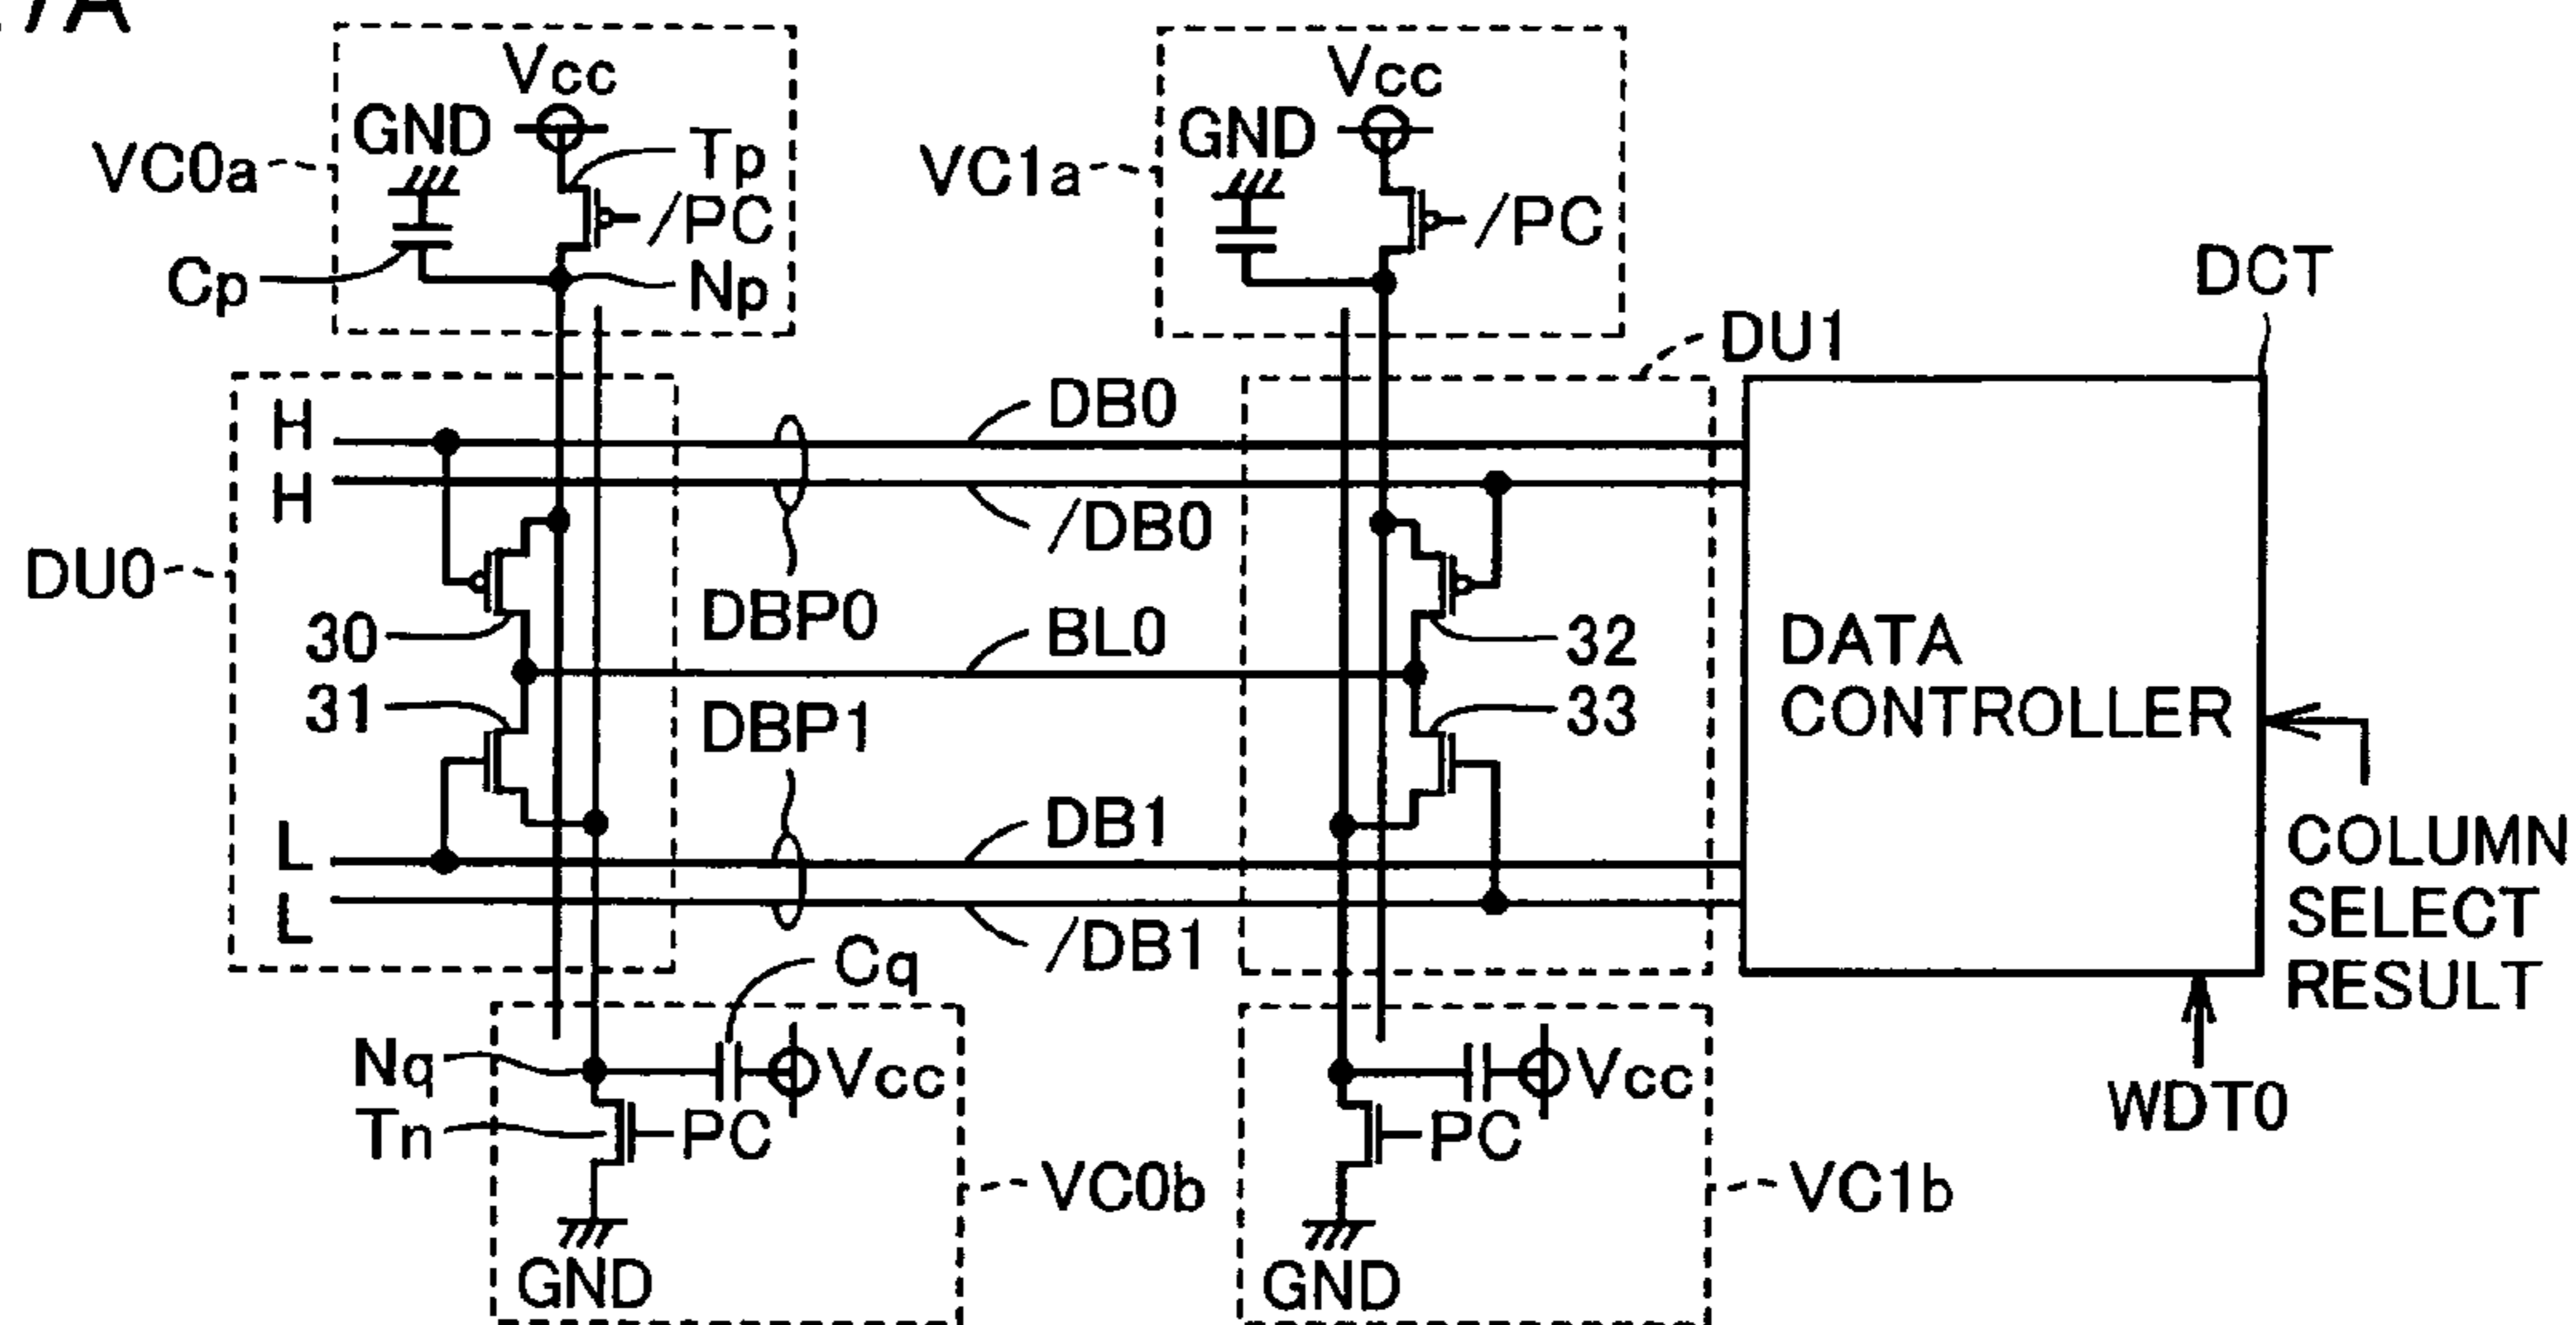 7A
Vcc
GND
Tp
VC0a
/PC
Cp
Np
Vcc
GND
VC1a
/PC
DCT
DU1
H
H
DB0
/DB0
DU0
DBP0
30
BL0
32
31
DBP1
33
DATA
CONTROLLER
L
L
DB1
/DB1
COLUMN
SELECT
RESULT
Cq
Nq
Vcc
Tn
PC
VC0b
GND
Vcc
PC
VC1b
GND
WDT0